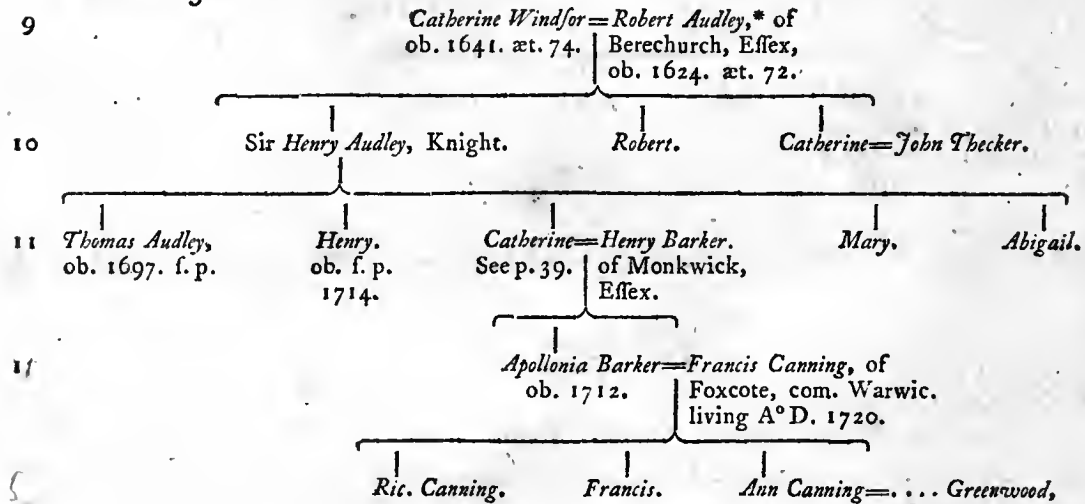 9 Catherine Windſor=Robert Audley,* of
ob. 1641. æt. 74. Berechurch, Eſſex,
ob. 1624. æt. 72.
10 Sir Henry Audley, Knight. Robert. Catherine=John Thecker.
11 Thomas Audley, Henry. Catherine=Henry Barker. Mary. Abigail.
ob. 1697. ſ. p. ob. ſ. p. See p. 39. of Monkwick,
1714. Eſſex.
Apollonia Barker=Francis Canning, of
ob. 1712. Foxcote, com. Warwic.
living A° D. 1720.
Ric. Canning. Francis. Ann Canning=. ... Greenwood,